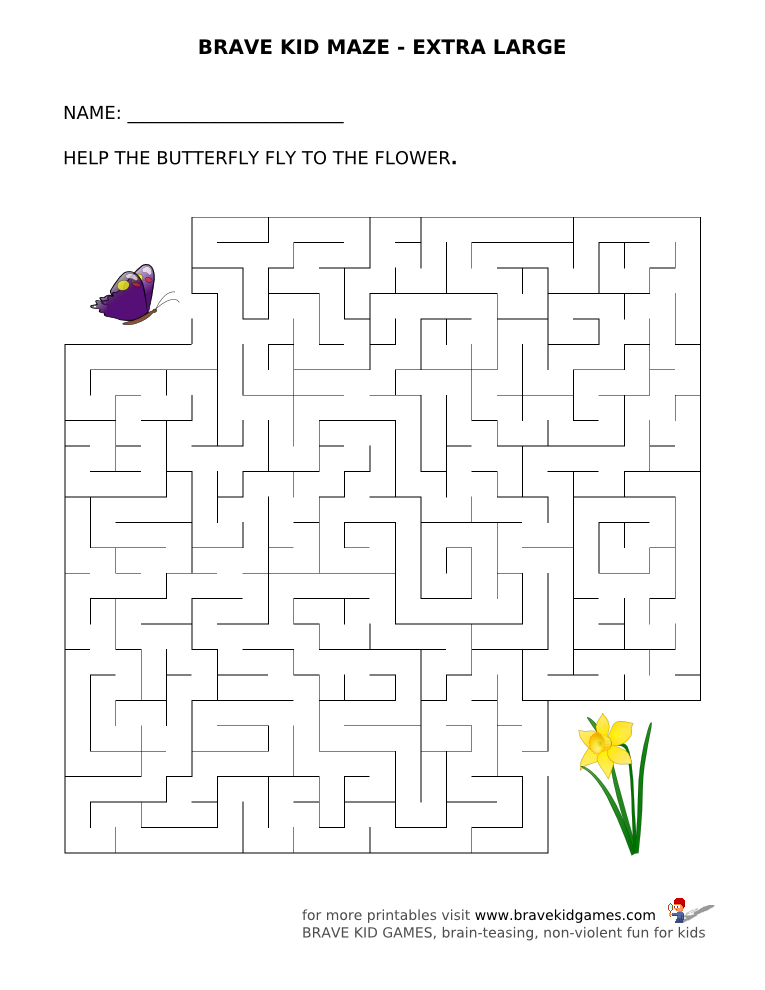 BRAVE KID MAZE - EXTRA LARGE
NAME: ________________________
HELP THE BUTTERFLY FLY TO THE FLOWER.
for more printables visit www.bravekidgames.com
BRAVE KID GAMES, brain-teasing, non-violent fun for kids